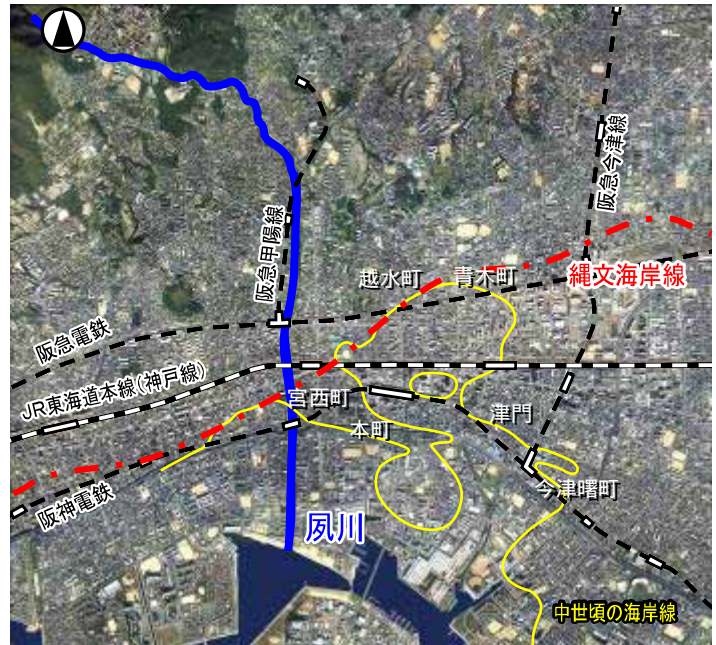 阪急今津線
阪急甲陽線
越水町
青木町
縄文海岸線
阪急電鉄
JR東海道本線(神戸線)
宮西町
本町
津門
阪神電鉄
今津曙町
夙川
中世頃の海岸線